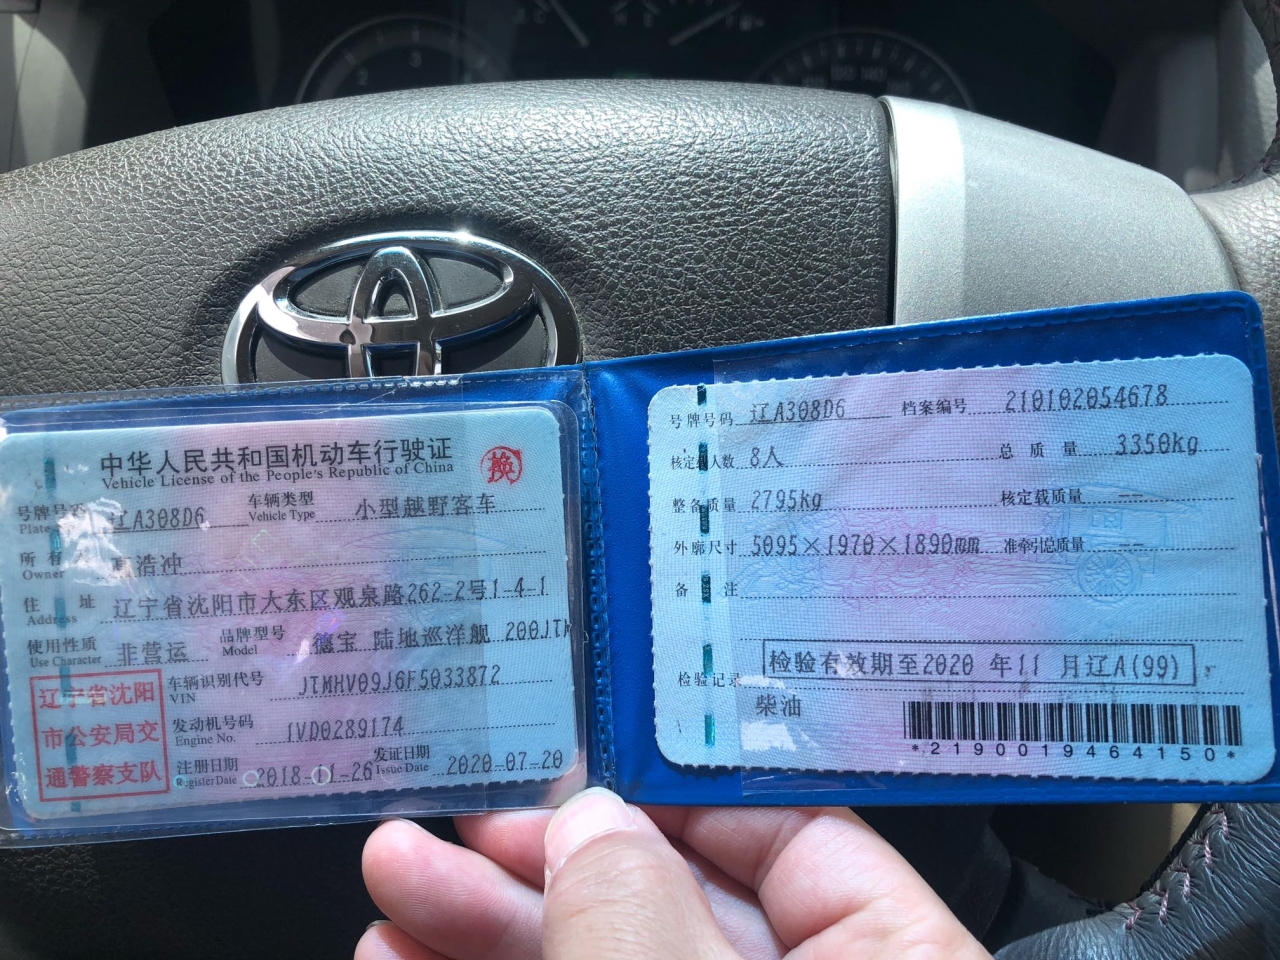 中华人民共和国机动车行驶证
Vehicle License of the People's Republic of China
换
号牌号码 辽A308D6 车辆类型 小型越野客车
Plate Vehicle Type
所有 浩冲
Owner
住 址 辽宁省沈阳市大东区观泉路262-2号1-4-1
Address
使用性质 非营运 品牌型号 德宝 陆地巡洋舰 200JTM
Use Character Model
辽宁省沈阳
市公安局交
通警察支队
车辆识别代号 JTMHV09J6F5033872
VIN
发动机号码 1VD0289174
Engine No.
注册日期 2018-11-26 发证日期 2020-07-20
Register Date Issue Date
号牌号码 辽A308D6 档案编号 210102054678
核定载人数 8人 总 质 量 3350kg
整备质量 2795kg 核定载质量 --
外廓尺寸 5095×1970×1890mm 准牵引总质量 --
备 注
检验记录 检验有效期至2020 年11 月辽A(99)
柴油
*2190019464150*